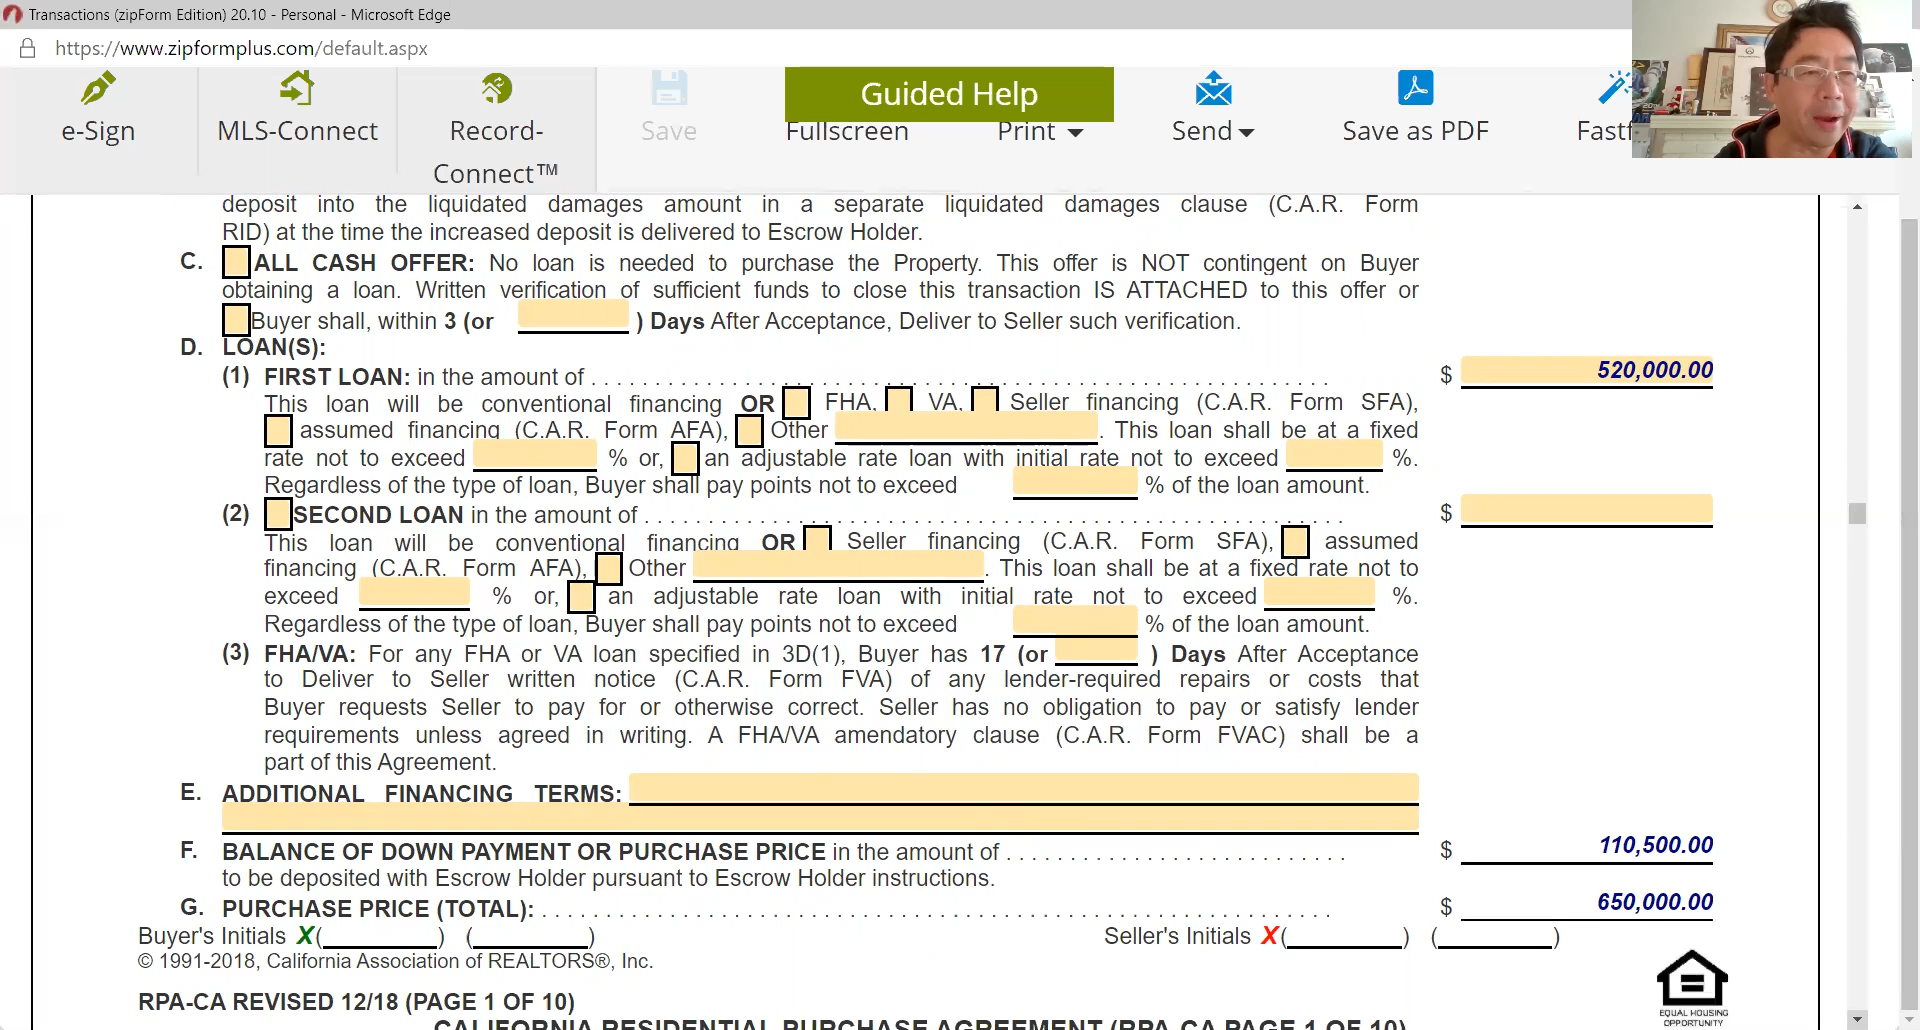 Transactions (zipForm Edition) 20.10 - Personal - Microsoft Edge
https://www.zipformplus.com/default.aspx
e-Sign
MLS-Connect
Record-Connect™
Save
Guided Help
Fullscreen
Print
Send
Save as PDF
deposit into the liquidated damages amount in a separate liquidated damages clause (C.A.R. Form
RID) at the time the increased deposit is delivered to Escrow Holder.
C. ALL CASH OFFER: No loan is needed to purchase the Property. This offer is NOT contingent on Buyer
obtaining a loan. Written verification of sufficient funds to close this transaction IS ATTACHED to this offer or
Buyer shall, within 3 (or ) Days After Acceptance, Deliver to Seller such verification.
D. LOAN(S):
(1) FIRST LOAN: in the amount of . . . . . . . . . . . . . . . . . . . . . . . . . . . . . . . . . . . . . . . . . . . . . . . . . . . . . . . . . $ 520,000.00
This loan will be conventional financing OR FHA, VA, Seller financing (C.A.R. Form SFA),
assumed financing (C.A.R. Form AFA), Other . This loan shall be at a fixed
rate not to exceed % or, an adjustable rate loan with initial rate not to exceed %.
Regardless of the type of loan, Buyer shall pay points not to exceed % of the loan amount.
(2) SECOND LOAN in the amount of . . . . . . . . . . . . . . . . . . . . . . . . . . . . . . . . . . . . . . . . . . . . . . . . . . . . . $
This loan will be conventional financing OR Seller financing (C.A.R. Form SFA), assumed
financing (C.A.R. Form AFA), Other . This loan shall be at a fixed rate not to
exceed % or, an adjustable rate loan with initial rate not to exceed %.
Regardless of the type of loan, Buyer shall pay points not to exceed % of the loan amount.
(3) FHA/VA: For any FHA or VA loan specified in 3D(1), Buyer has 17 (or ) Days After Acceptance
to Deliver to Seller written notice (C.A.R. Form FVA) of any lender-required repairs or costs that
Buyer requests Seller to pay for or otherwise correct. Seller has no obligation to pay or satisfy lender
requirements unless agreed in writing. A FHA/VA amendatory clause (C.A.R. Form FVAC) shall be a
part of this Agreement.
E. ADDITIONAL FINANCING TERMS:
F. BALANCE OF DOWN PAYMENT OR PURCHASE PRICE in the amount of . . . . . . . . . . . . . . . . . . . . . . . . . . $ 110,500.00
to be deposited with Escrow Holder pursuant to Escrow Holder instructions.
G. PURCHASE PRICE (TOTAL): . . . . . . . . . . . . . . . . . . . . . . . . . . . . . . . . . . . . . . . . . . . . . . . . . . . . . . . . . . . . $ 650,000.00
Buyer's Initials X( ) ( ) Seller's Initials X( ) ( )
© 1991-2018, California Association of REALTORS®, Inc.
RPA-CA REVISED 12/18 (PAGE 1 OF 10)
EQUAL HOUSING
OPPORTUNITY
CALIFORNIA RESIDENTIAL PURCHASE AGREEMENT (RPA-CA PAGE 1 OF 10)